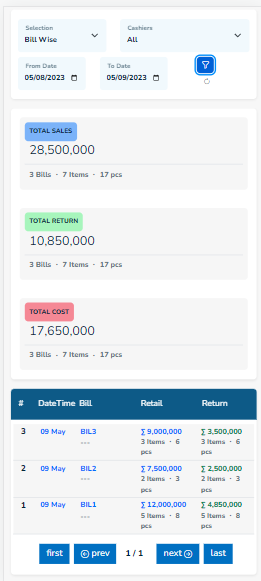 Selection
Bill Wise
Cashiers
All
From Date
05/08/2023
To Date
05/09/2023
TOTAL SALES
28,500,000
3 Bills · 7 Items · 17 pcs
TOTAL RETURN
10,850,000
3 Bills · 7 Items · 17 pcs
TOTAL COST
17,650,000
3 Bills · 7 Items · 17 pcs
# DateTime Bill Retail Return
3 09 May BIL3 ∑ 9,000,000 ∑ 3,500,000
--- 3 Items · 6 3 Items · 6
pcs pcs
2 09 May BIL2 ∑ 7,500,000 ∑ 2,500,000
--- 2 Items · 3 2 Items · 3
pcs pcs
1 09 May BIL1 ∑ 12,000,000 ∑ 4,850,000
--- 5 Items · 8 5 Items · 8
pcs pcs
first prev 1 / 1 next last